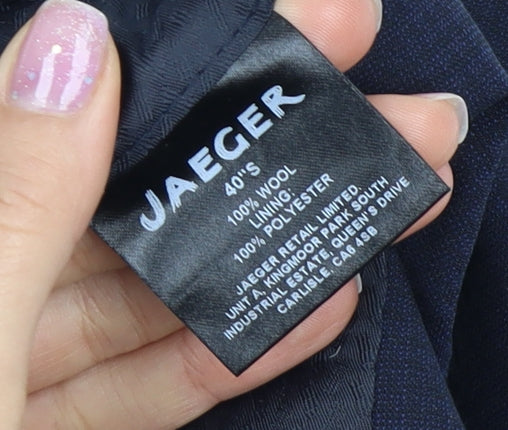 JAEGER
40"S
100% WOOL
LINING:
100% POLYESTER
JAEGER RETAIL LIMITED
UNIT A, KINGMOOR PARK SOUTH
INDUSTRIAL ESTATE, QUEEN'S DRIVE
CARLISLE, CA6 4SB